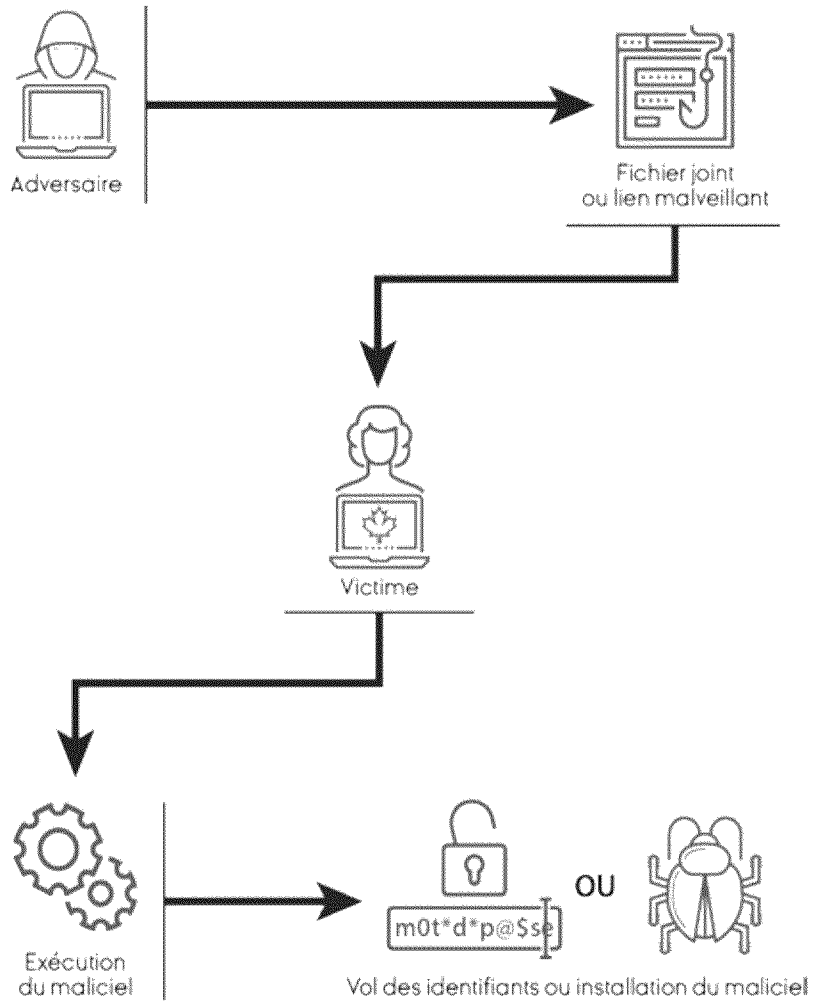 Adversaire
Fichier joint
ou lien malveillant
Victime
Exécution
du maliciel
m0t*d*p@$se
OU
Vol des identifiants ou installation du maliciel